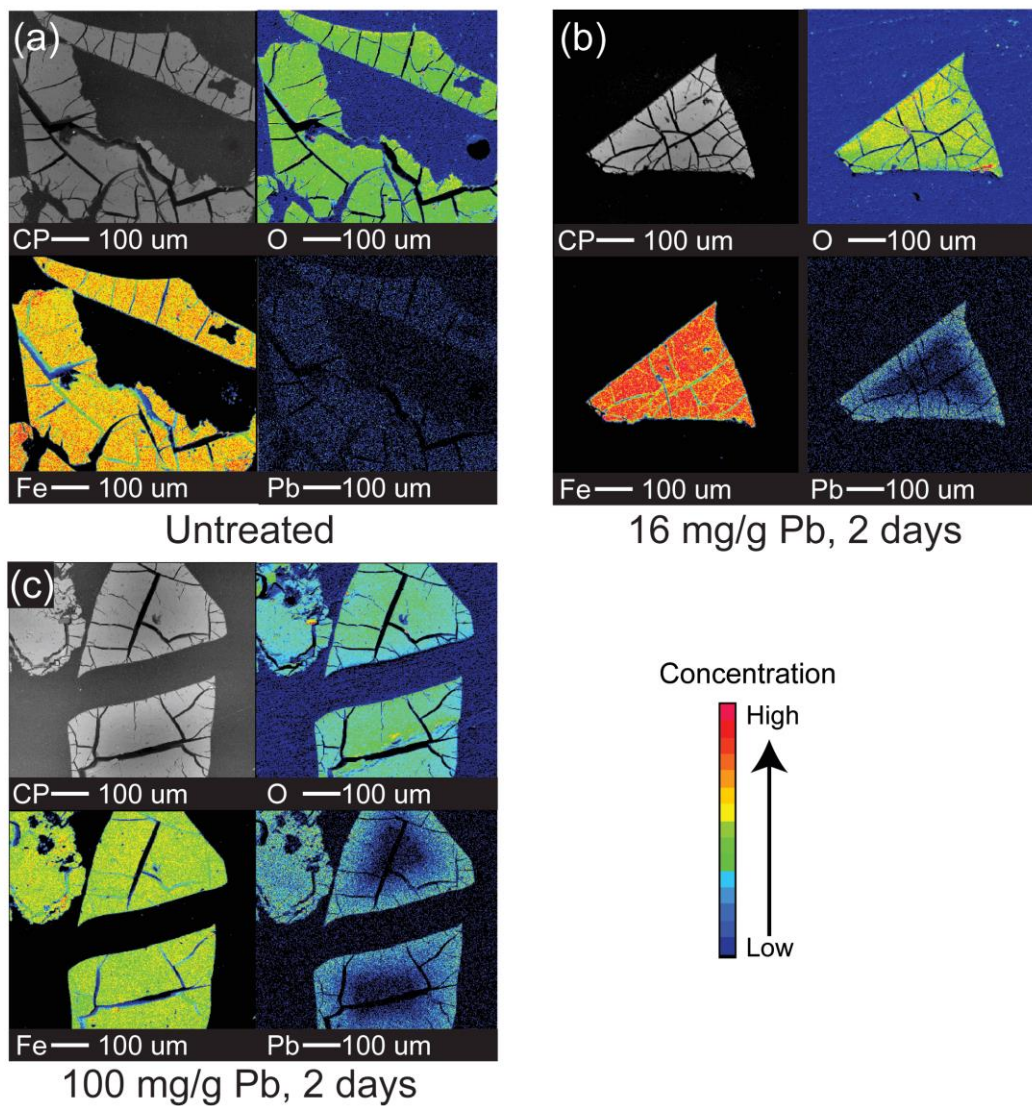 (a)
CP 100 um
O 100 um
Fe 100 um
Pb 100 um
Untreated
(b)
CP 100 um
O 100 um
Fe 100 um
Pb 100 um
16 mg/g Pb, 2 days
(c)
CP 100 um
O 100 um
Fe 100 um
Pb 100 um
100 mg/g Pb, 2 days
Concentration
High
Low